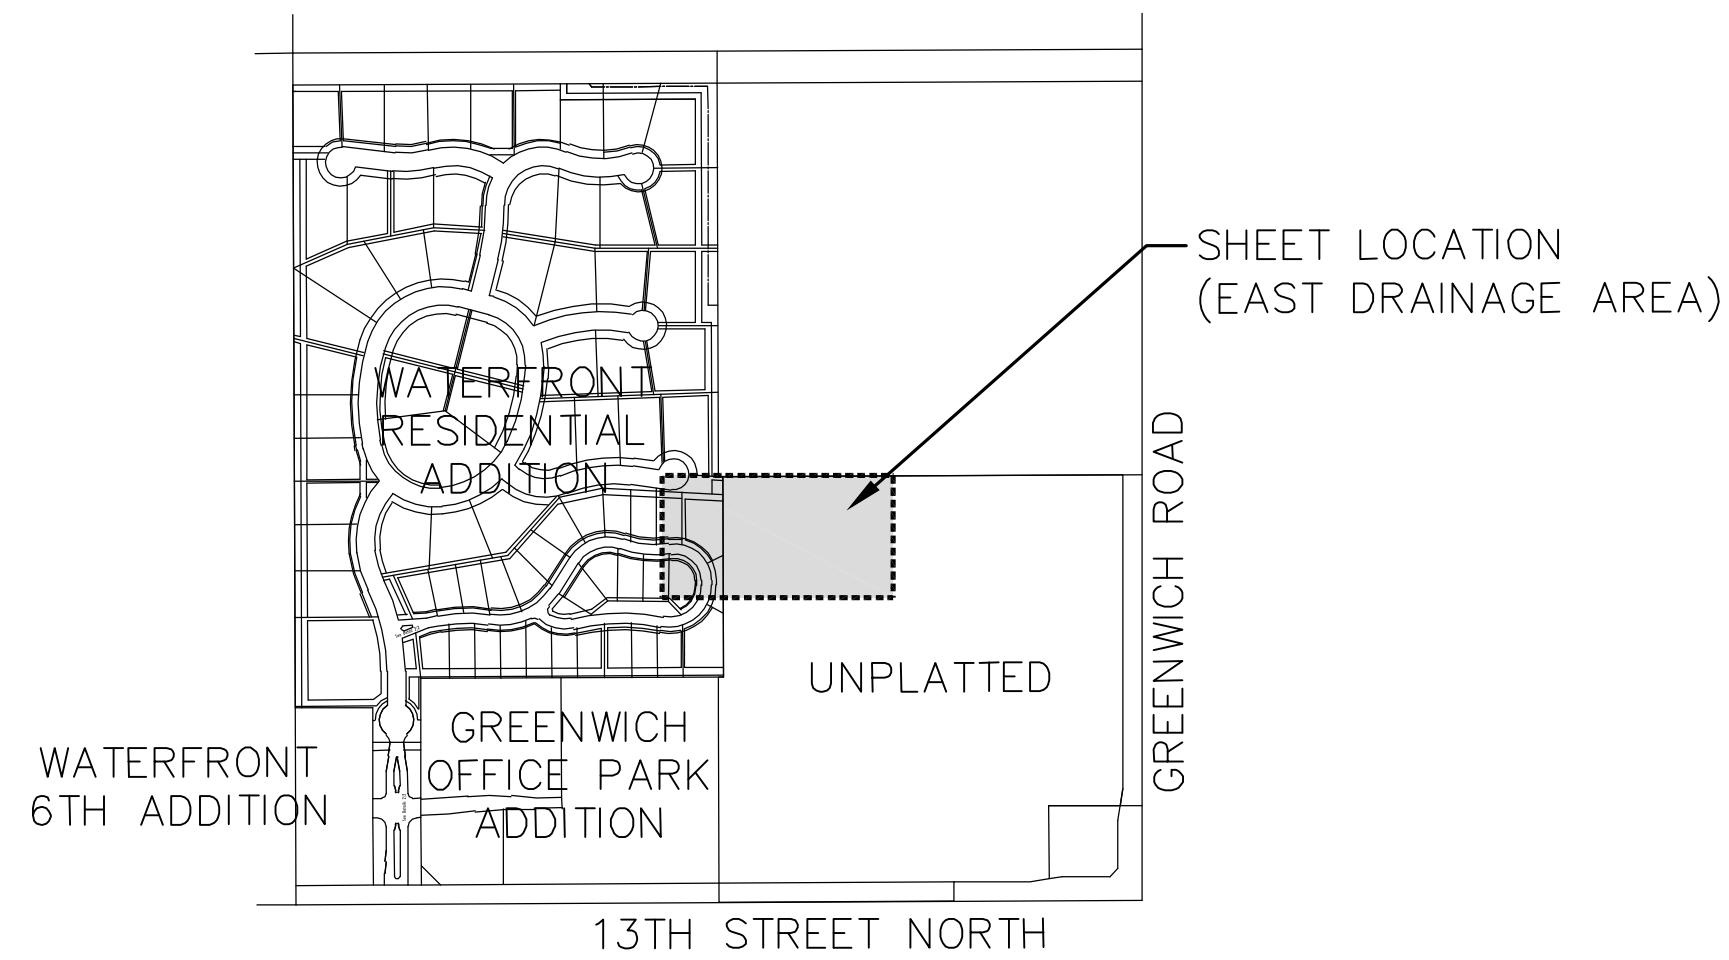 SHEET LOCATION
(EAST DRAINAGE AREA)
WATERFRONT
RESIDENTIAL
ADDITION
GREENWICH ROAD
UNPLATTED
GREENWICH
OFFICE PARK
ADDITION
WATERFRONT
6TH ADDITION
13TH STREET NORTH